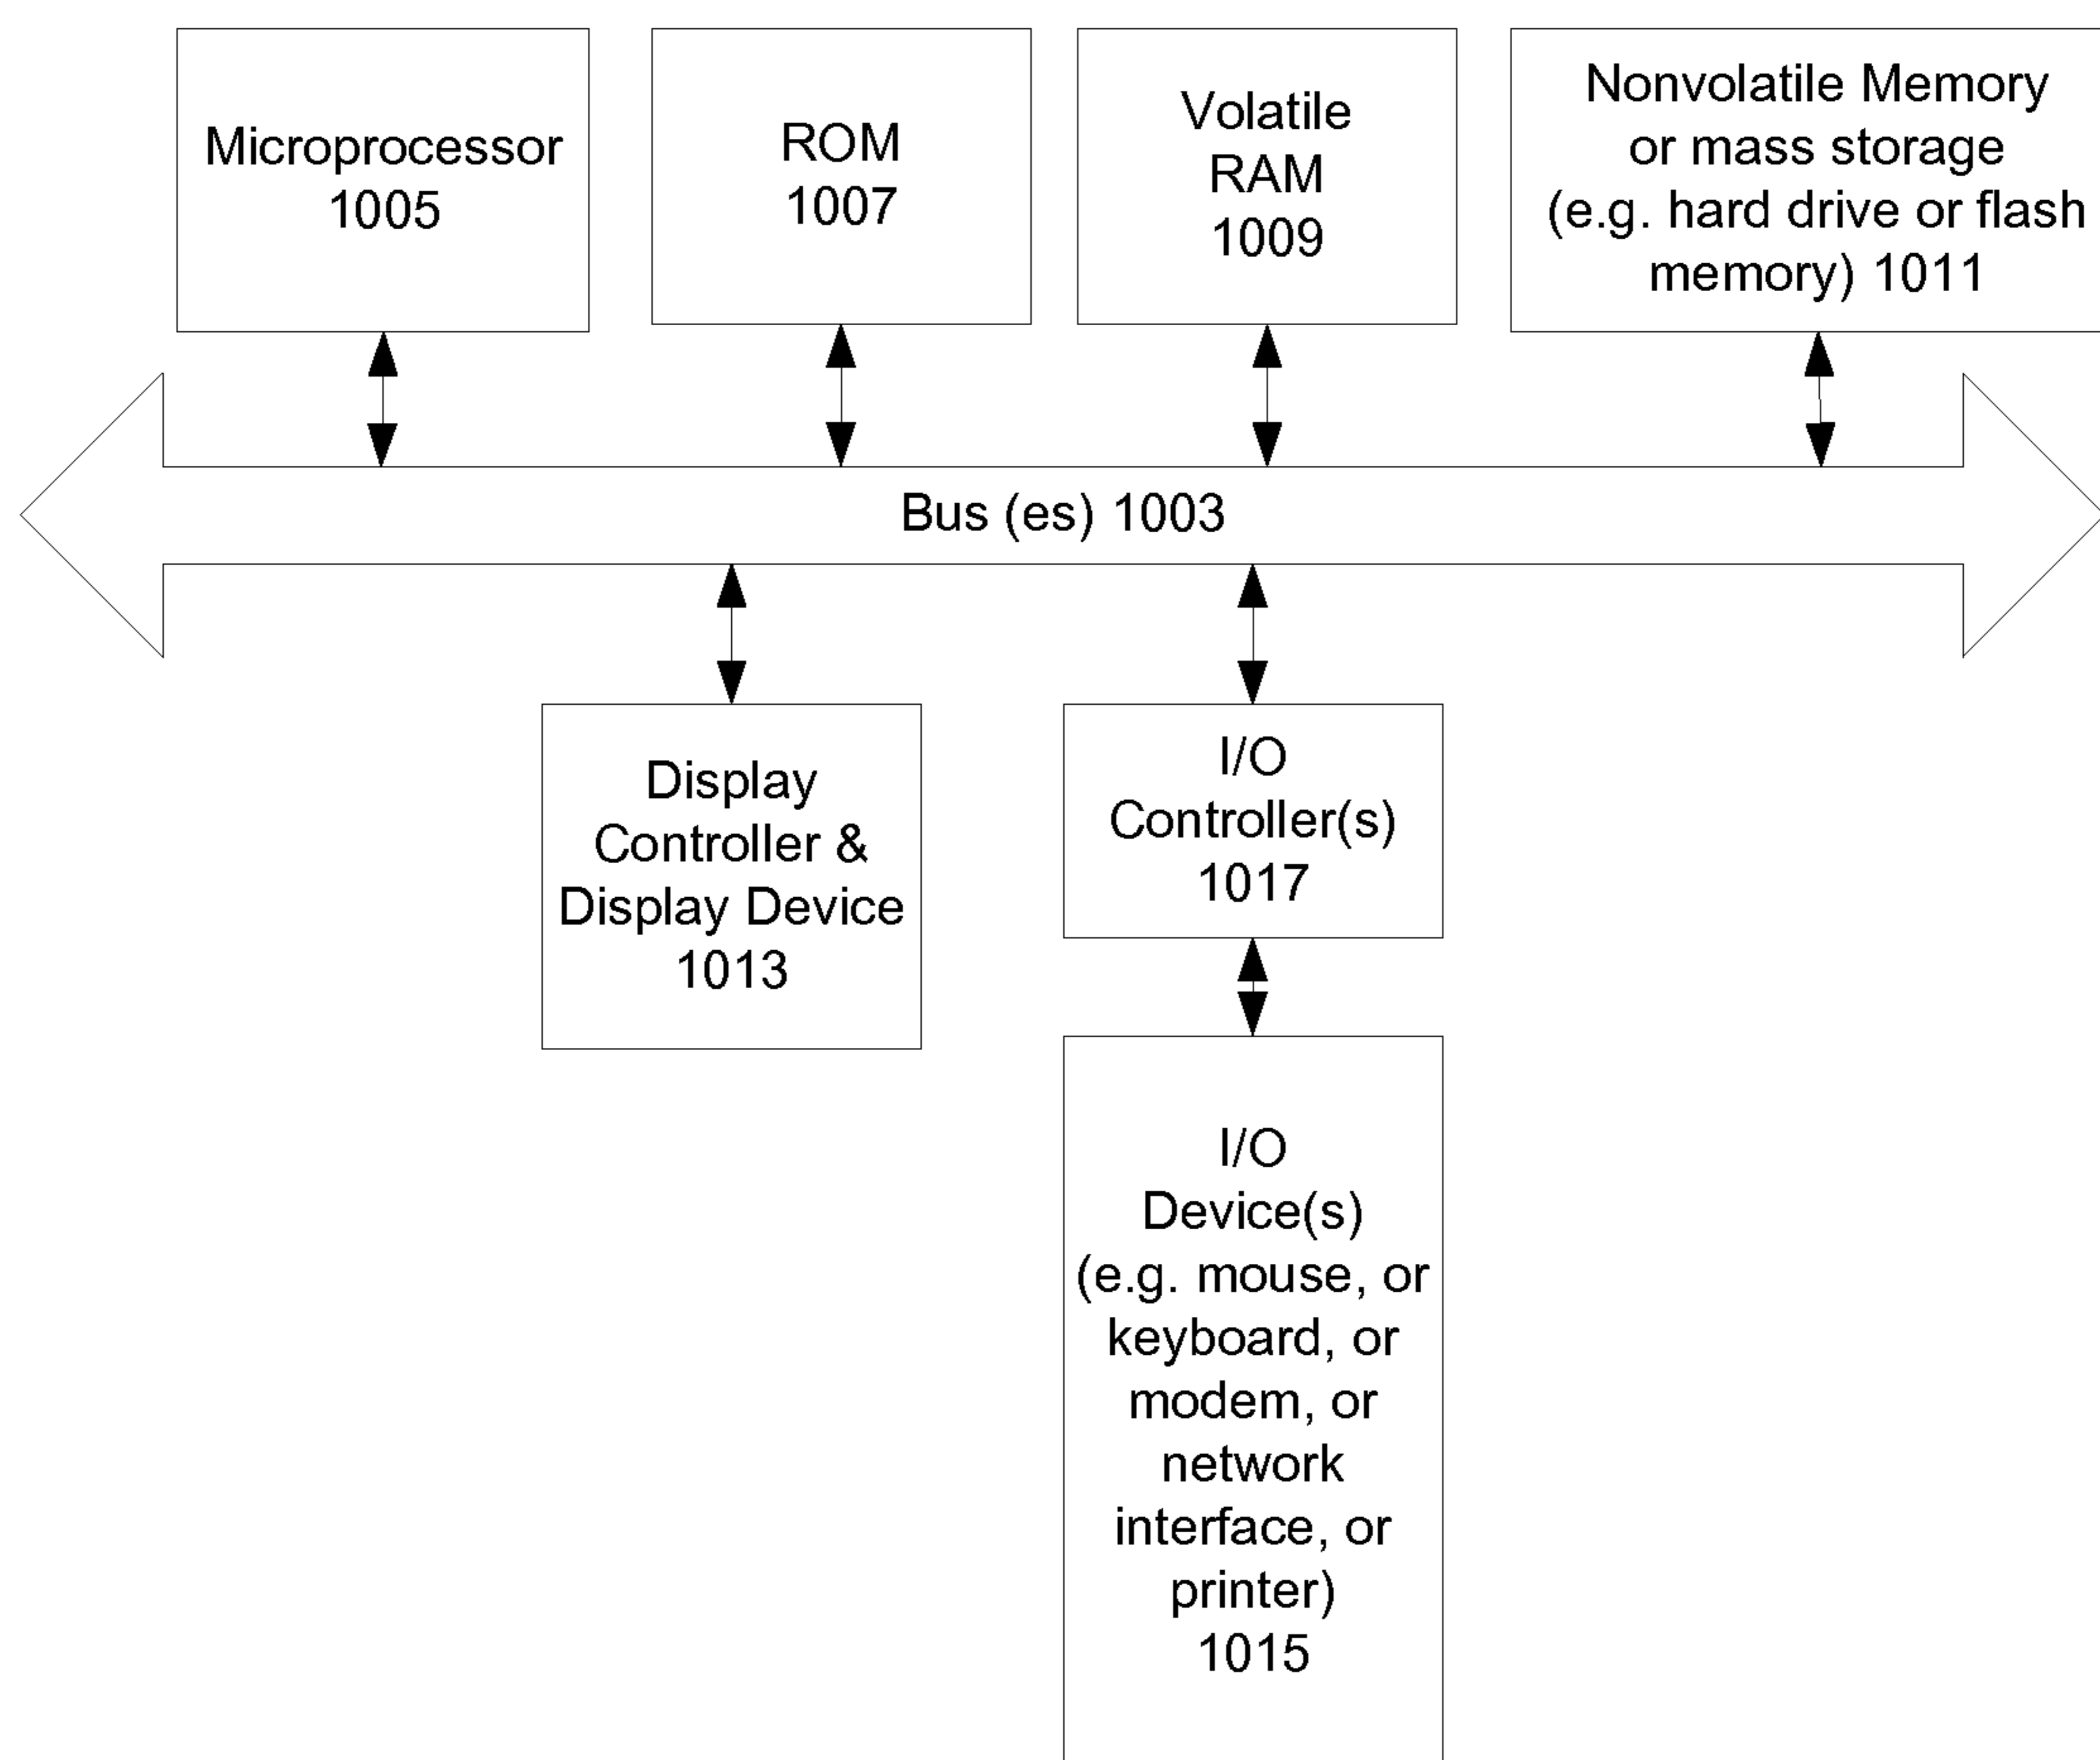 Microprocessor
1005
ROM
1007
Volatile
RAM
1009
Nonvolatile Memory
or mass storage
(e.g. hard drive or flash
memory) 1011
Bus (es) 1003
Display
Controller &
Display Device
1013
I/O
Controller(s)
1017
I/O
Device(s)
(e.g. mouse, or
keyboard, or
modem, or
network
interface, or
printer)
1015